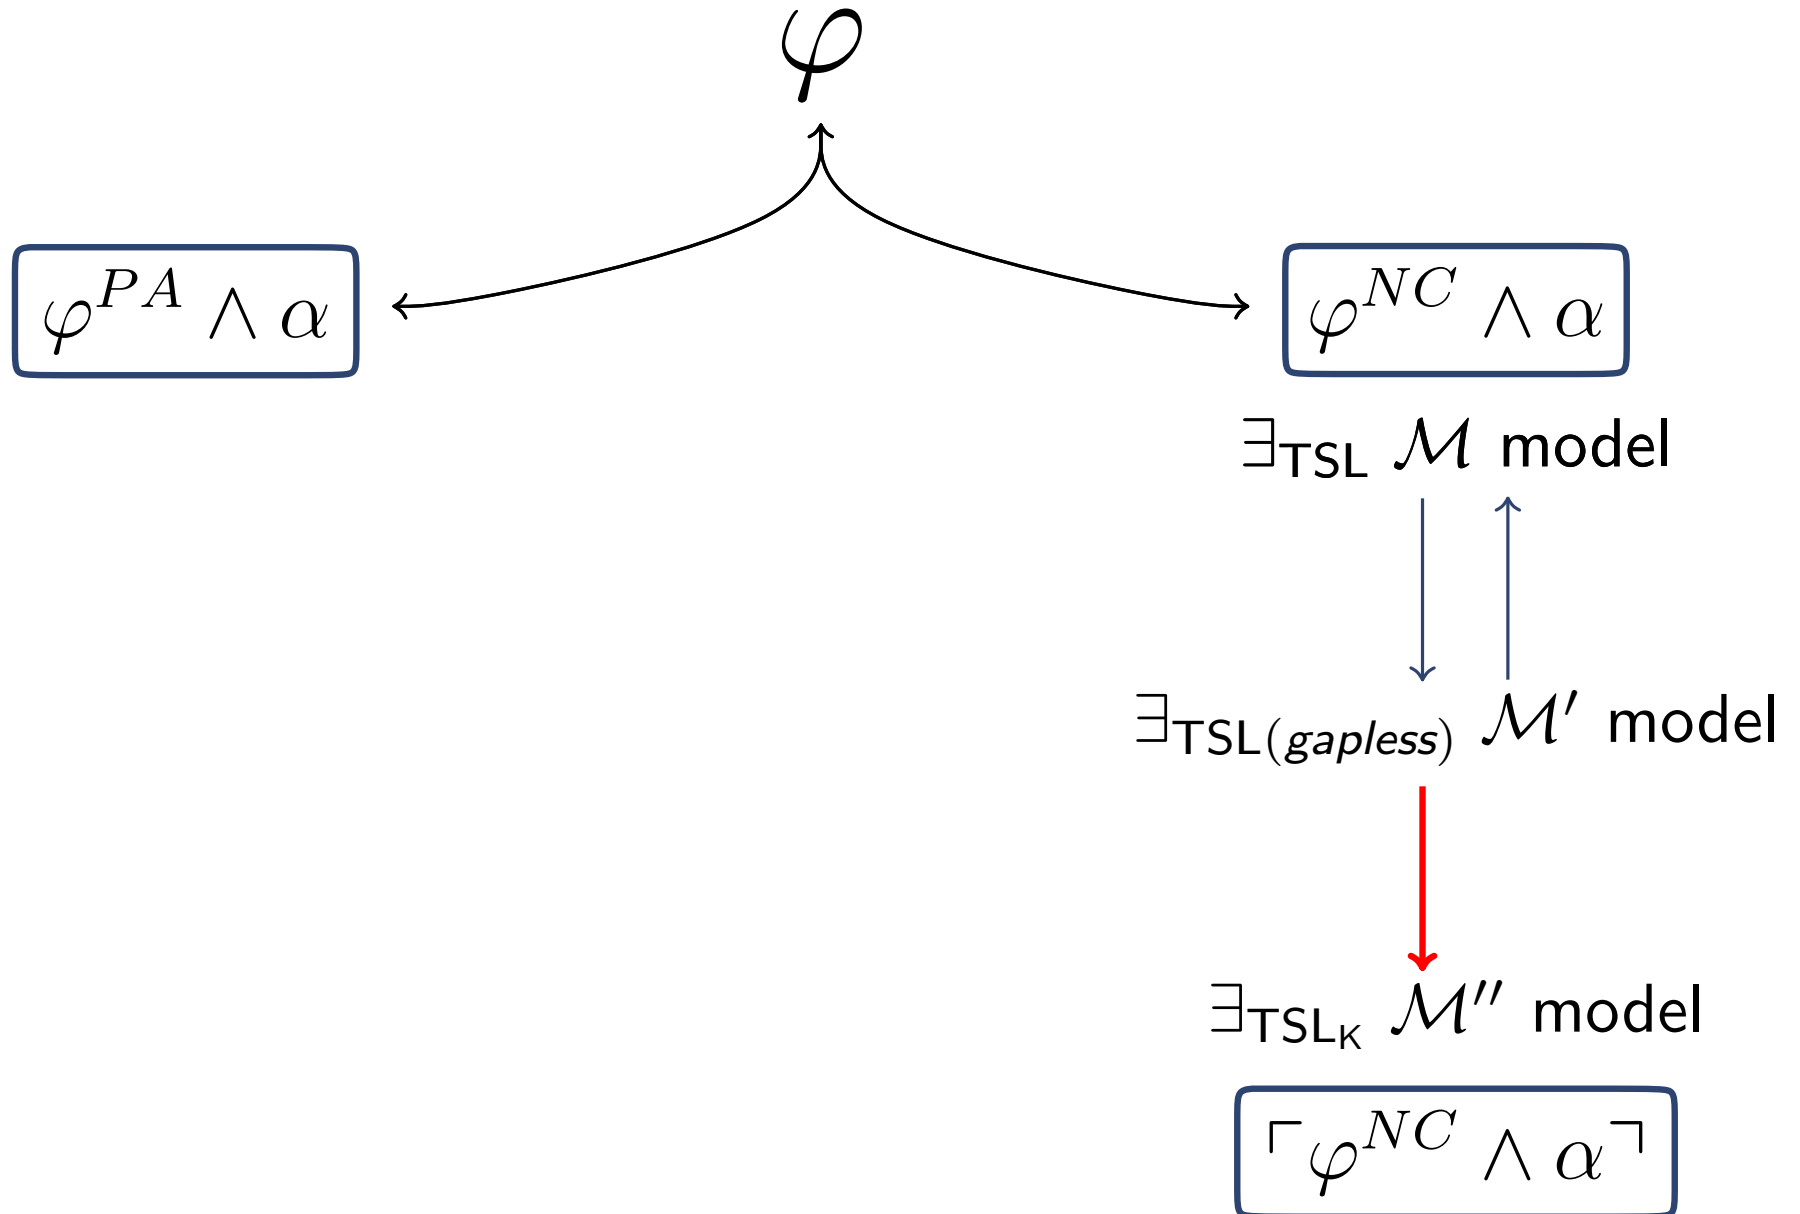 φ
φ^{PA} ∧ α
φ^{NC} ∧ α
∃_{TSL} ℳ model
∃_{TSL(gapless)} ℳ′ model
∃_{TSL_K} ℳ″ model
⌜φ^{NC} ∧ α⌝